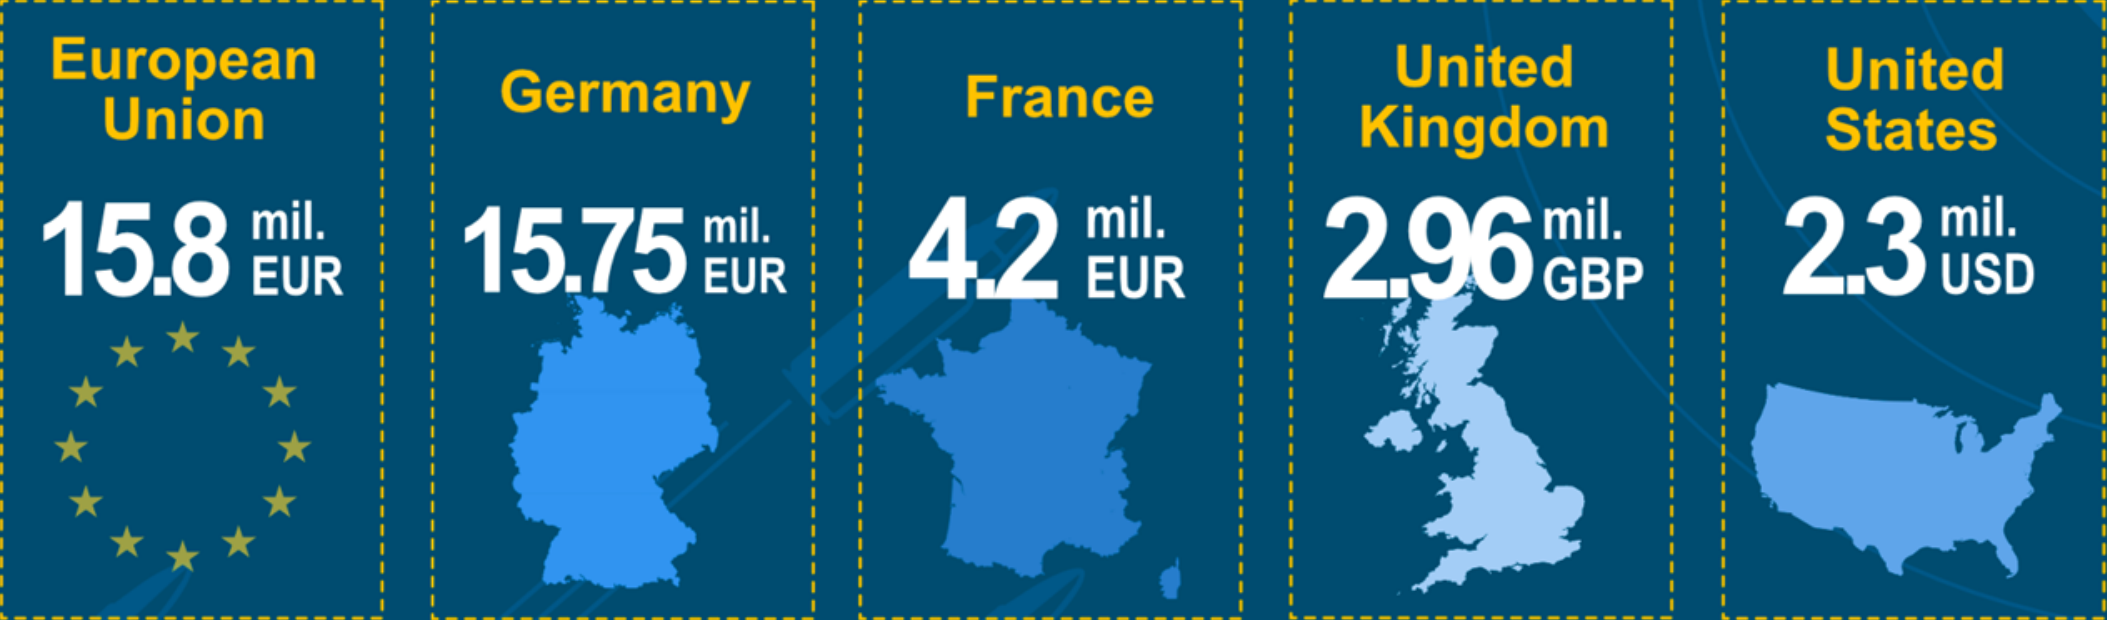 European
Union
15.8 mil.
EUR
Germany
15.75 mil.
EUR
France
4.2 mil.
EUR
United
Kingdom
2.96 mil.
GBP
United
States
2.3 mil.
USD